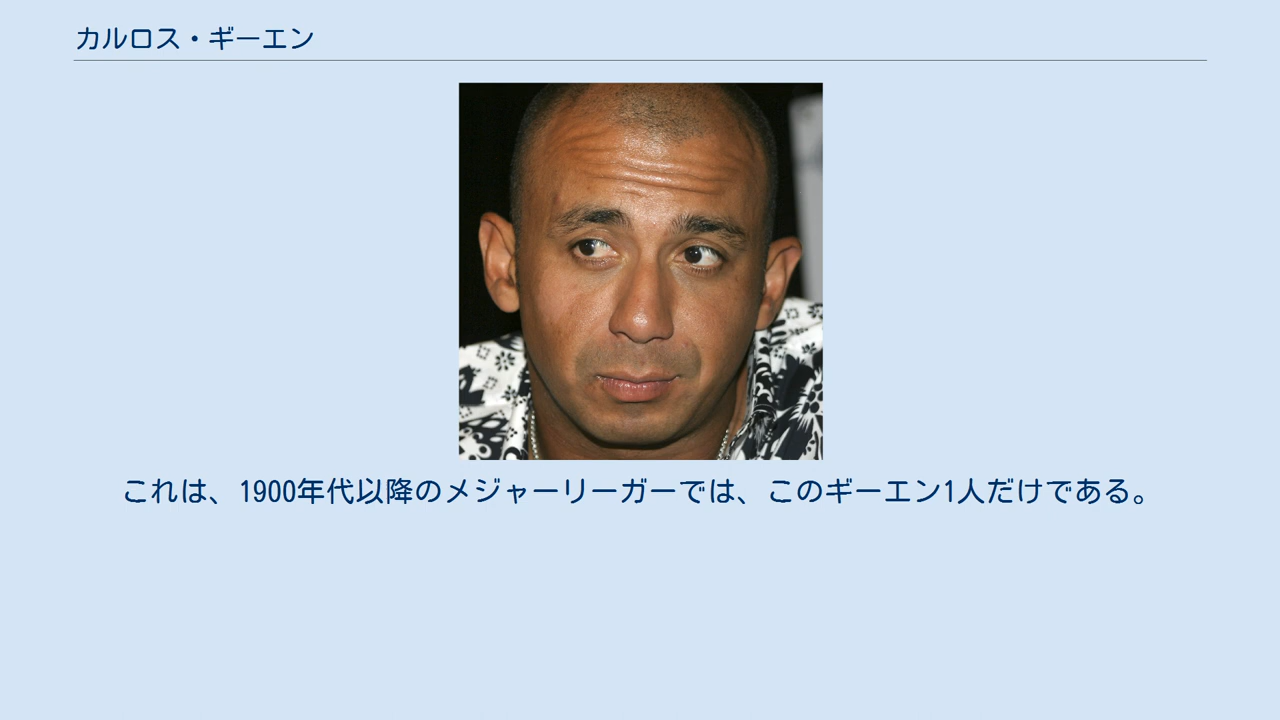 カルロス・ギーエン
これは、1900年代以降のメジャーリーガーでは、このギーエン1人だけである。